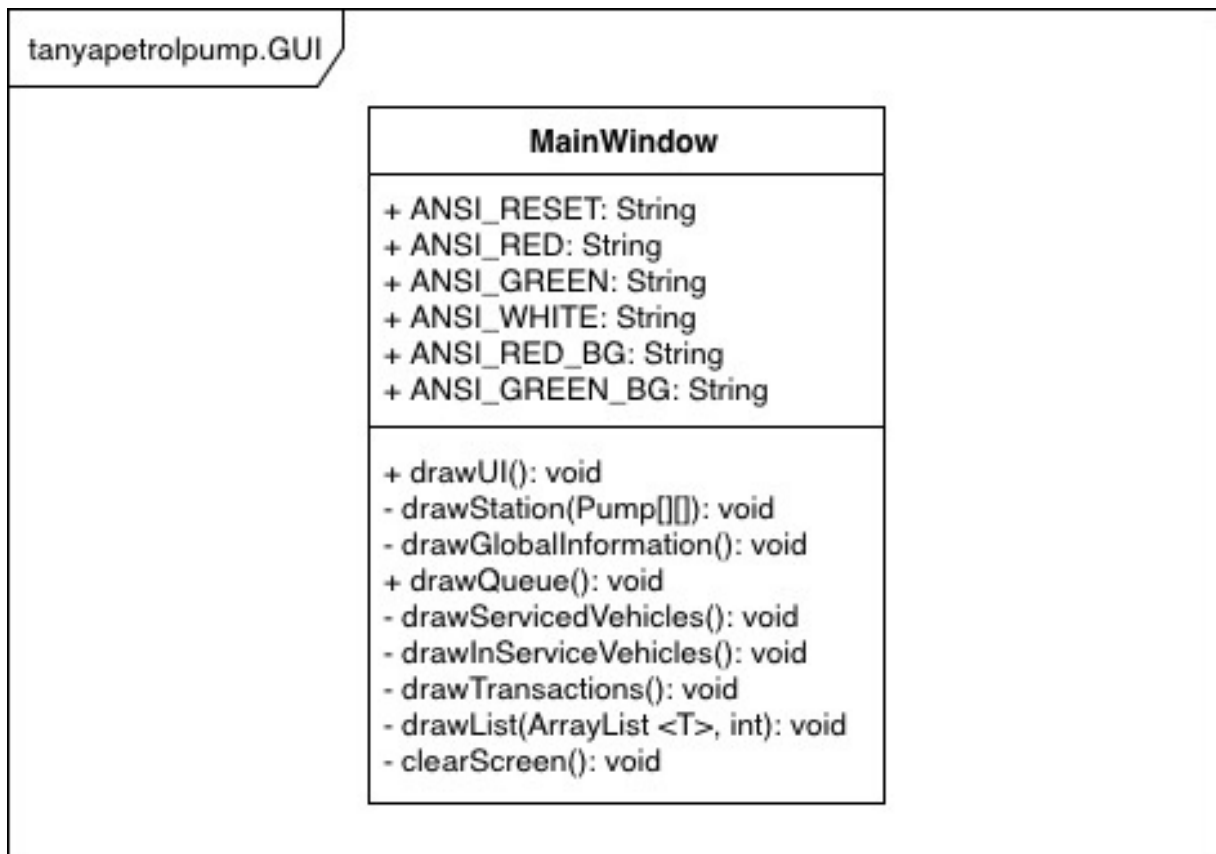 tanyapetrolpump.GUI
MainWindow
+ ANSI_RESET: String
+ ANSI_RED: String
+ ANSI_GREEN: String
+ ANSI_WHITE: String
+ ANSI_RED_BG: String
+ ANSI_GREEN_BG: String
+ drawUI(): void
- drawStation(Pump[][]): void
- drawGlobalInformation(): void
+ drawQueue(): void
- drawServicedVehicles(): void
- drawInServiceVehicles(): void
- drawTransactions(): void
- drawList(ArrayList <T>, int): void
- clearScreen(): void